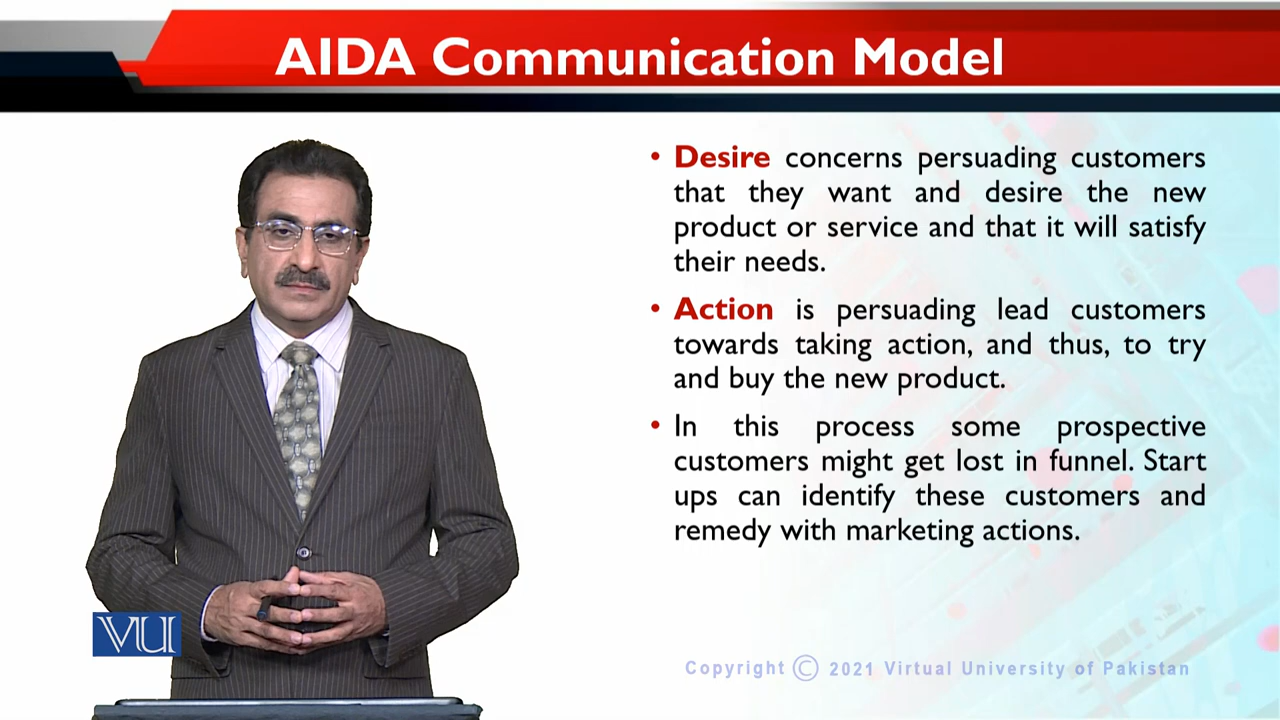 AIDA Communication Model
• Desire concerns persuading customers
that they want and desire the new
product or service and that it will satisfy
their needs.
• Action is persuading lead customers
towards taking action, and thus, to try
and buy the new product.
• In this process some prospective
customers might get lost in funnel. Start
ups can identify these customers and
remedy with marketing actions.
VU
Copyright © 2021 Virtual University of Pakistan